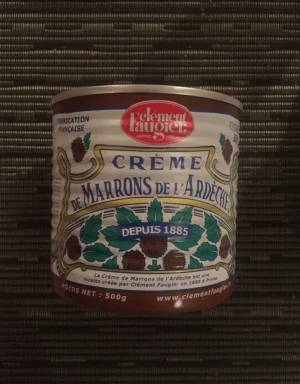 clément
faugier
FABRICATION
FRANÇAISE
CRÈME
DE MARRONS DE L'ARDÈCHE
DEPUIS 1885
La Crème de Marrons de l'Ardèche est une
recette créée par Clément Faugier en 1885 à Privas
POIDS NET : 500g
www.clementfaugier.